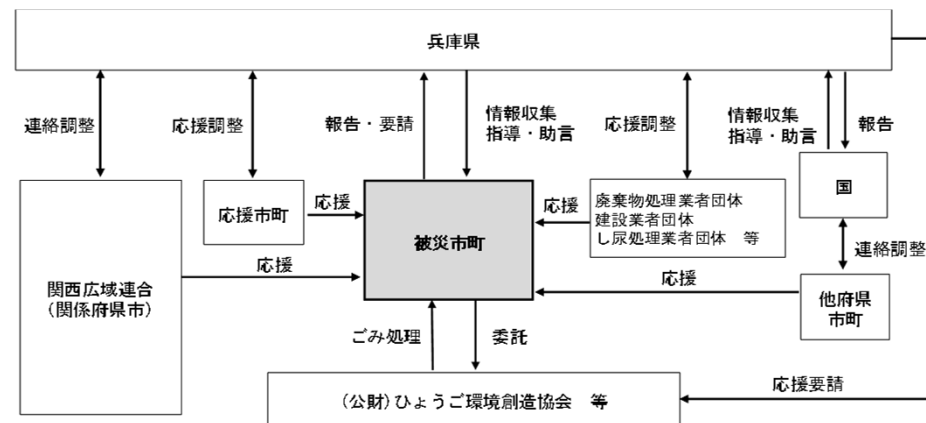 兵庫県
連絡調整
応援調整
報告・要請
情報収集
指導・助言
応援調整
情報収集
指導・助言
報告
関西広域連合
（関係府県市）
応援市町
応援
被災市町
応援
廃棄物処理業者団体
建設業者団体
し尿処理業者団体　等
国
連絡調整
応援
応援
他府県
市町
ごみ処理
委託
応援要請
（公財）ひょうご環境創造協会　等